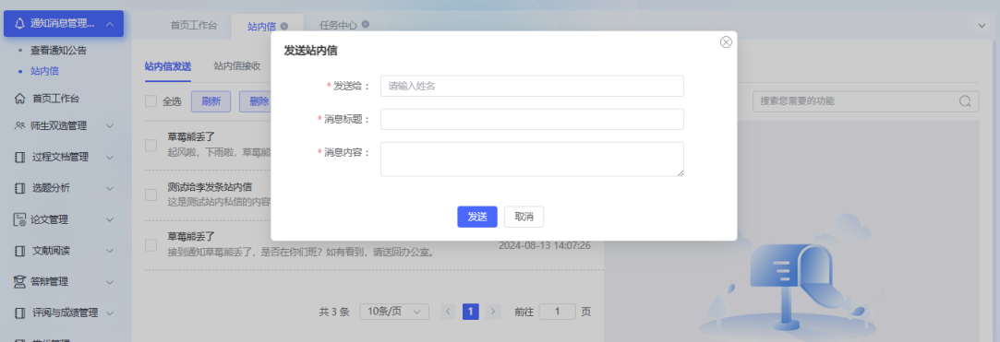 通知消息管理...
首页工作台
站内信
任务中心
查看通知公告
站内信
首页工作台
师生双选管理
过程文档管理
选题分析
论文管理
文献阅读
答辩管理
评阅与成绩管理
站内信发送
站内信接收
全选
刷新
删除
搜索您需要的功能
草莓熊丢了
起风啦，下雨啦，草莓熊
测试给李发条站内信
这是测试站内私信的内容
草莓熊丢了
接到通知草莓熊丢了，是否在你们班？如有看到，请送回办公室。
2024-08-13 14:07:26
共 3 条
10条/页
1
前往
1
页
发送站内信
* 发送给：
请输入姓名
* 消息标题：
* 消息内容：
发送
取消